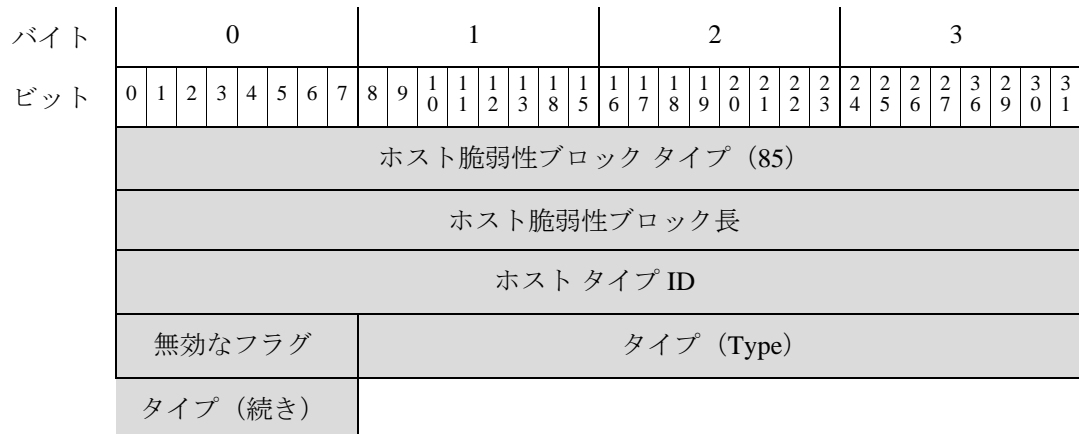 バイト 0 1 2 3
ビット 0 1 2 3 4 5 6 7 8 9 10 11 12 13 18 15 16 17 18 19 20 21 22 23 24 25 26 27 36 29 30 31
ホスト脆弱性ブロック タイプ（85）
ホスト脆弱性ブロック長
ホスト タイプ ID
無効なフラグ タイプ（Type）
タイプ（続き）